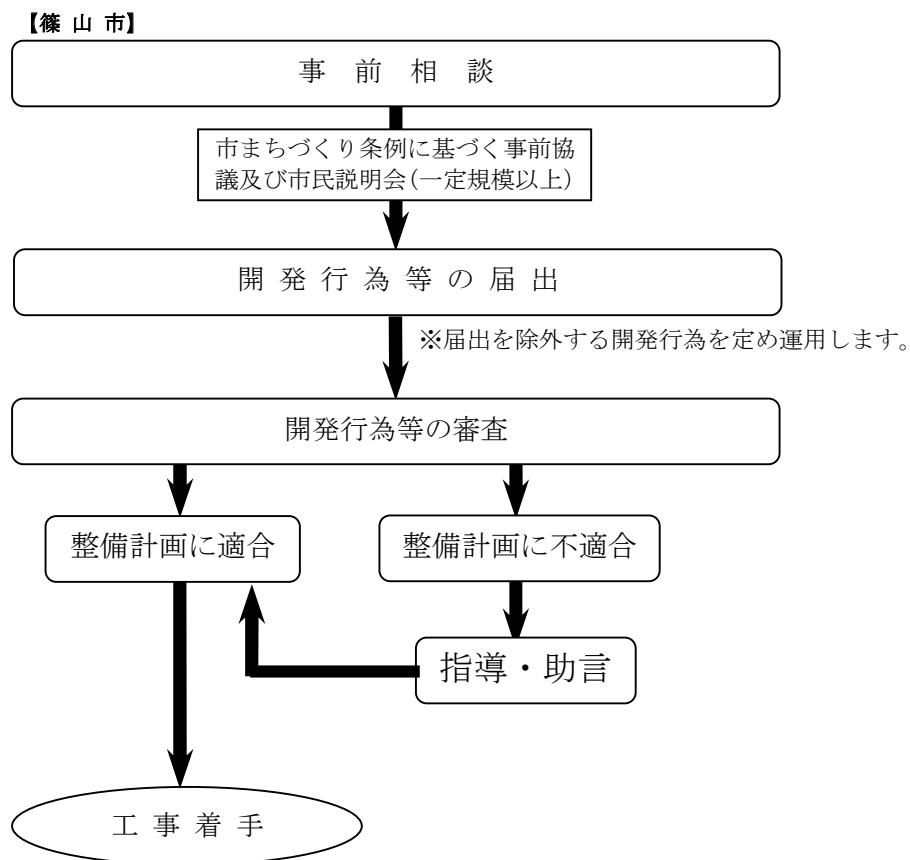 【篠 山 市】
事 前 相 談
市まちづくり条例に基づく事前協
議及び市民説明会(一定規模以上)
開 発 行 為 等 の 届 出
※届出を除外する開発行為を定め運用します。
開発行為等の審査
整備計画に適合
整備計画に不適合
指導・助言
工 事 着 手